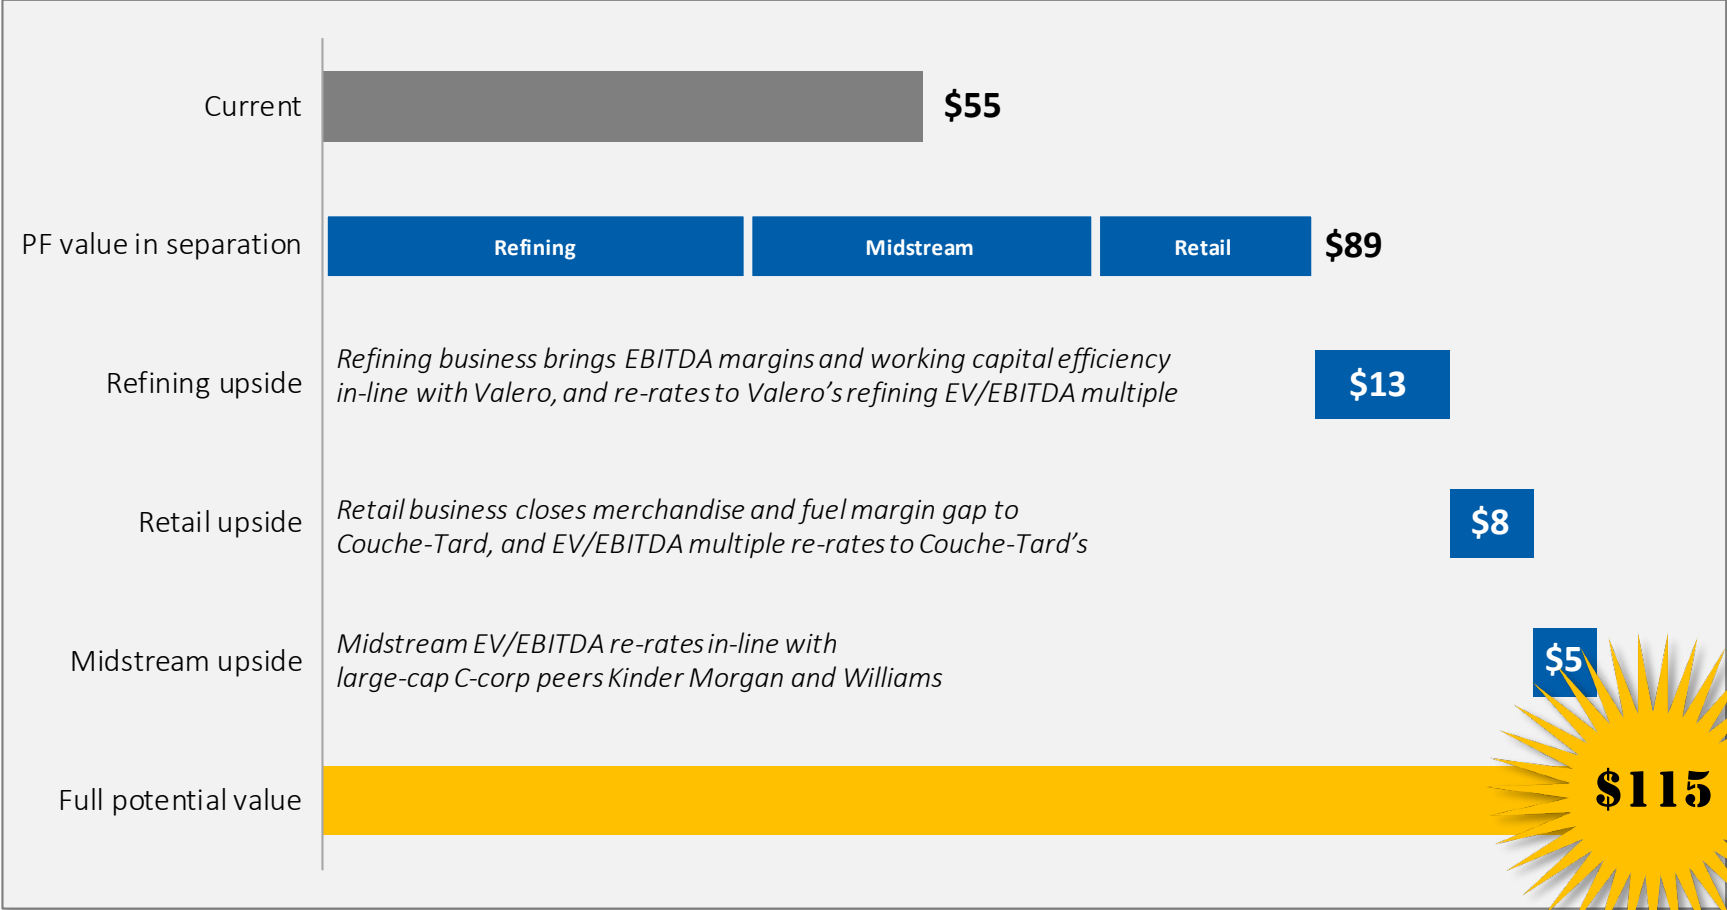 Current
$55
PF value in separation
Refining
Midstream
Retail
$89
Refining upside
Refining business brings EBITDA margins and working capital efficiency
in-line with Valero, and re-rates to Valero's refining EV/EBITDA multiple
$13
Retail upside
Retail business closes merchandise and fuel margin gap to
Couche-Tard, and EV/EBITDA multiple re-rates to Couche-Tard's
$8
Midstream upside
Midstream EV/EBITDA re-rates in-line with
large-cap C-corp peers Kinder Morgan and Williams
$5
Full potential value
$115